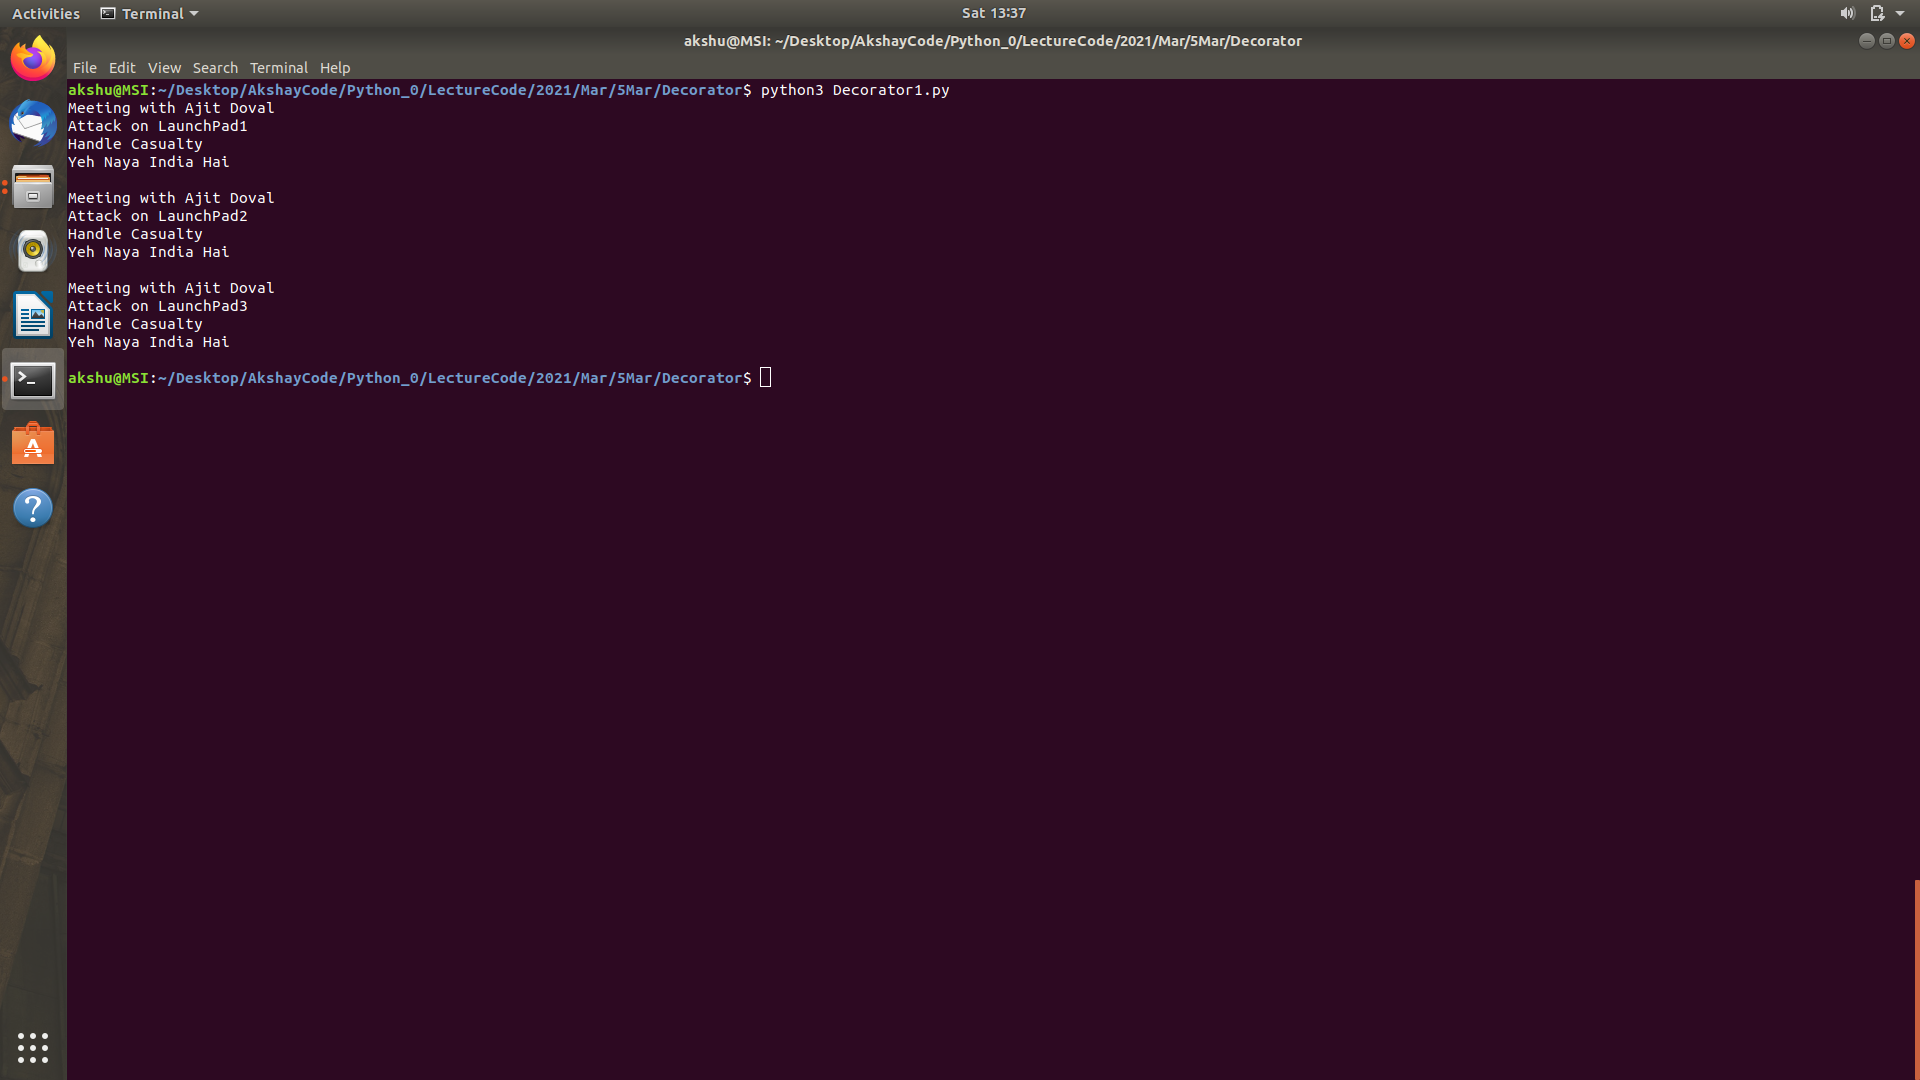 Activities Terminal Sat 13:37
akshu@MSI: ~/Desktop/AkshayCode/Python_0/LectureCode/2021/Mar/5Mar/Decorator
File Edit View Search Terminal Help
akshu@MSI:~/Desktop/AkshayCode/Python_0/LectureCode/2021/Mar/5Mar/Decorator$ python3 Decorator1.py
Meeting with Ajit Doval
Attack on LaunchPad1
Handle Casualty
Yeh Naya India Hai
Meeting with Ajit Doval
Attack on LaunchPad2
Handle Casualty
Yeh Naya India Hai
Meeting with Ajit Doval
Attack on LaunchPad3
Handle Casualty
Yeh Naya India Hai
akshu@MSI:~/Desktop/AkshayCode/Python_0/LectureCode/2021/Mar/5Mar/Decorator$